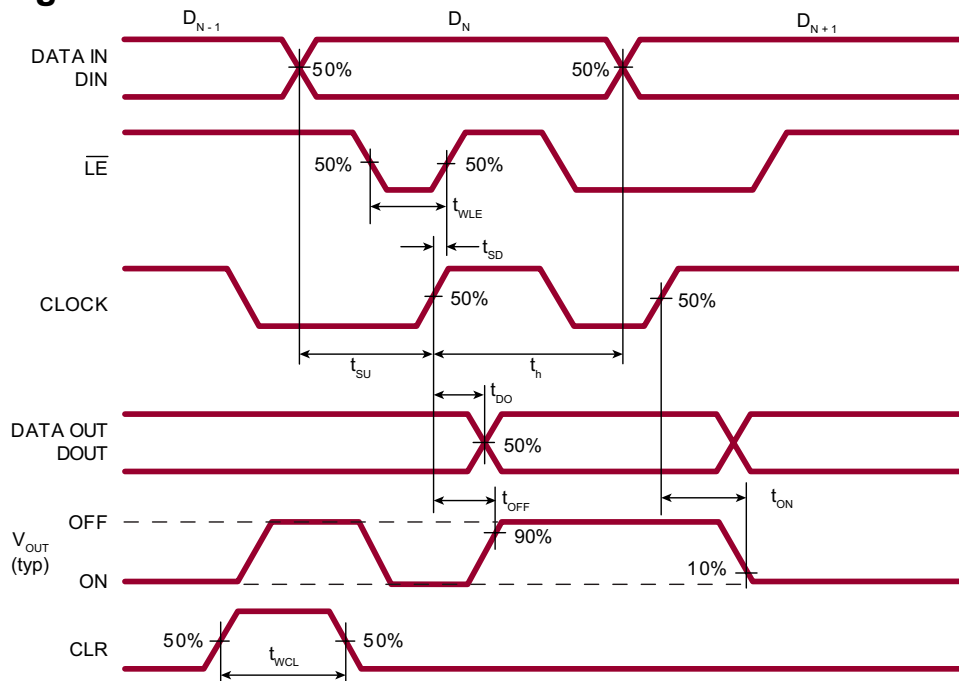 D N - 1 D N D N + 1
DATA IN
DIN
50% 50%
LE
50% 50%
t WLE
t SD
CLOCK
50% 50%
t SU t h
t DO
DATA OUT
DOUT
50%
t OFF t ON
OFF
V OUT
(typ)
90%
10%
ON
CLR
50% 50%
t WCL